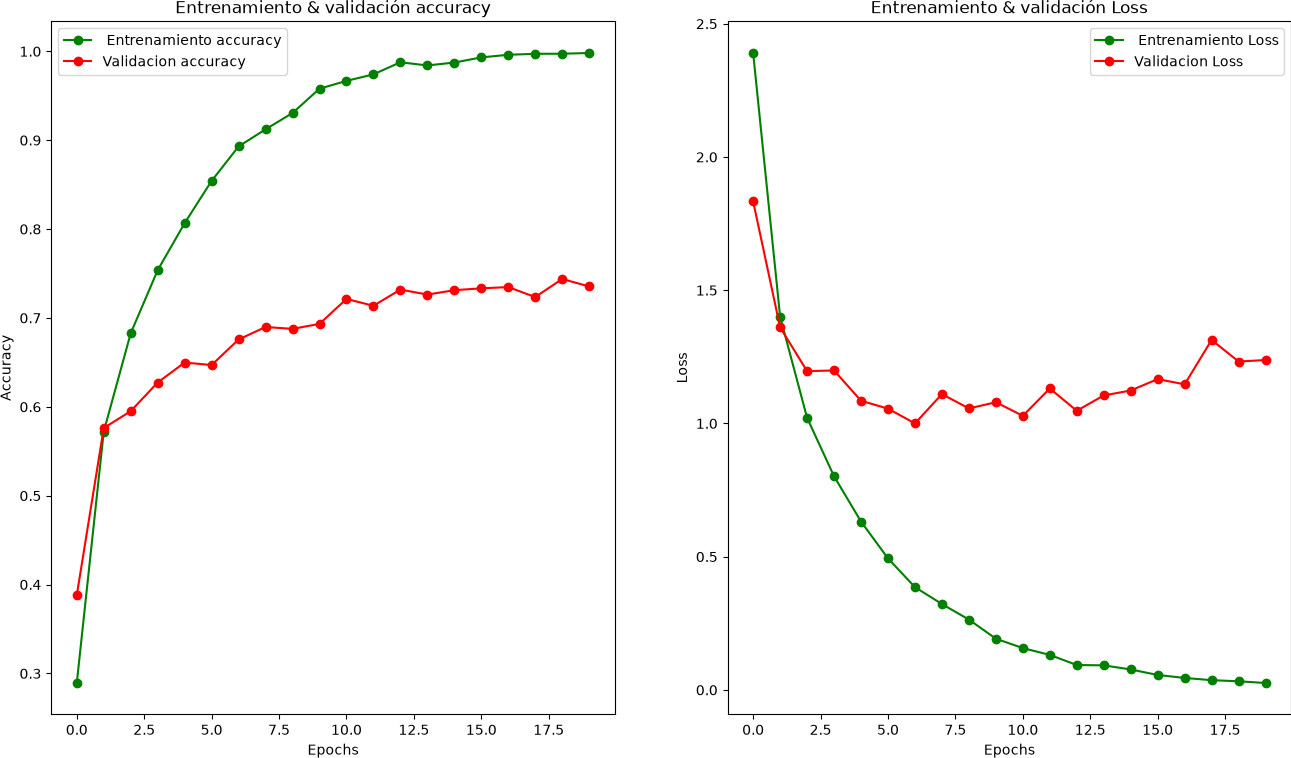 Entrenamiento & validación accuracy
Entrenamiento accuracy
Validacion accuracy
1.0
0.9
0.8
0.7
0.6
0.5
0.4
0.3
Accuracy
0.0 2.5 5.0 7.5 10.0 12.5 15.0 17.5
Epochs
Entrenamiento & validación Loss
Entrenamiento Loss
Validacion Loss
2.5
2.0
1.5
1.0
0.5
0.0
Loss
0.0 2.5 5.0 7.5 10.0 12.5 15.0 17.5
Epochs